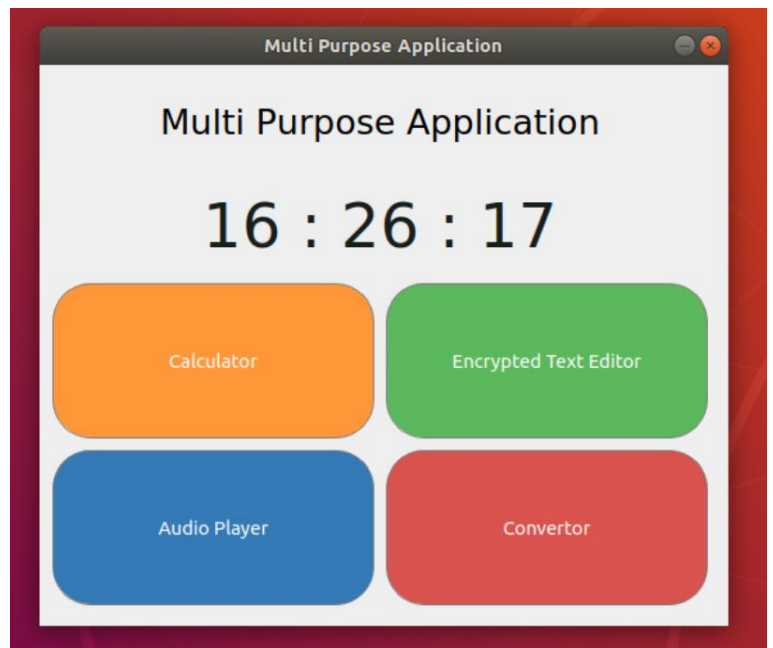 Multi Purpose Application
Multi Purpose Application
16 : 26 : 17
Calculator
Encrypted Text Editor
Audio Player
Convertor